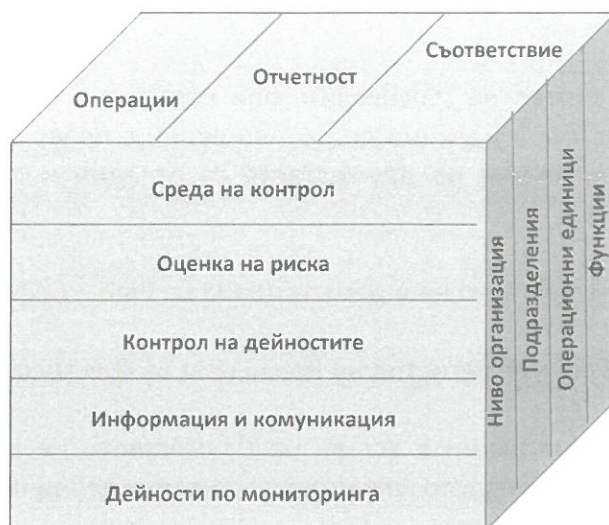 Операции
Отчетност
Съответствие
Среда на контрол
Оценка на риска
Контрол на дейностите
Информация и комуникация
Дейности по мониторинга
Ниво организация
Подразделения
Операционни единици
Функции